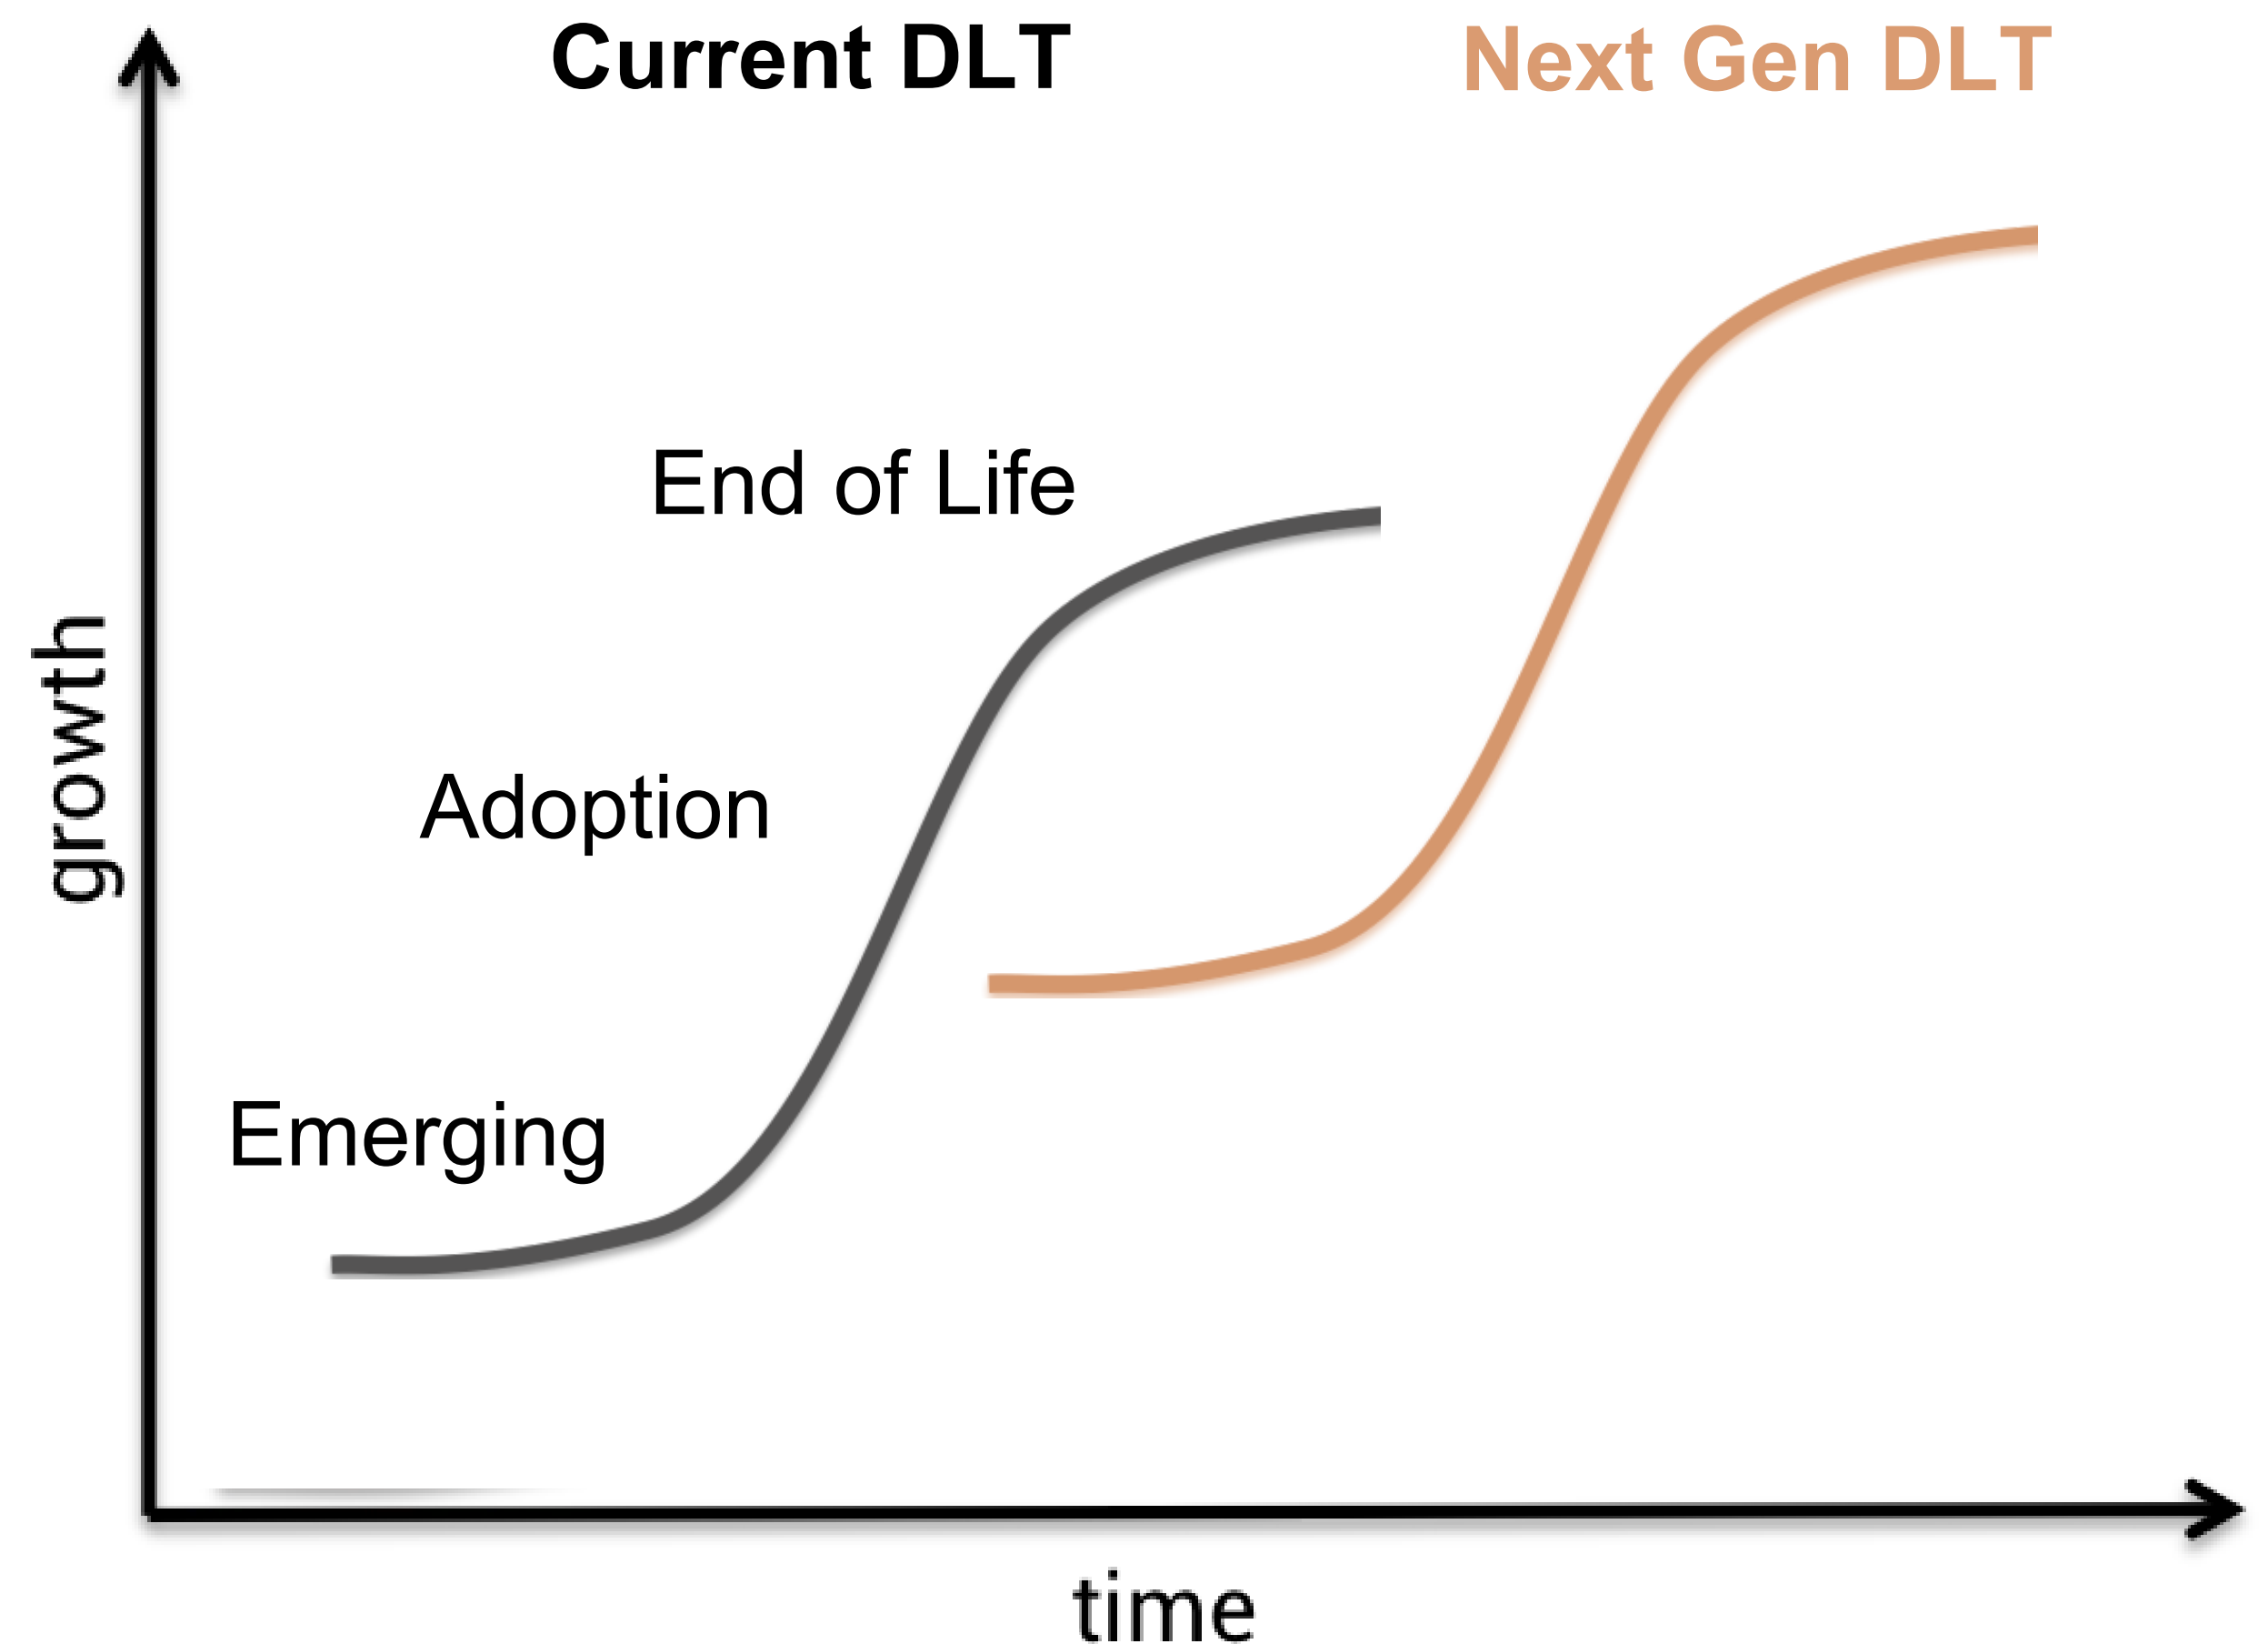 Current DLT
Next Gen DLT
End of Life
Adoption
Emerging
growth
time